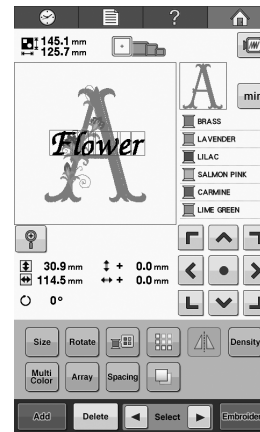 ?
145.1 mm
125.7 mm
A
min
Flower
BRASS
LAVENDER
LILAC
SALMON PINK
CARMINE
LIME GREEN
30.9 mm + 0.0 mm
114.5 mm + 0.0 mm
0°
Size Rotate Density
Multi Color Array Spacing
Add Delete Select